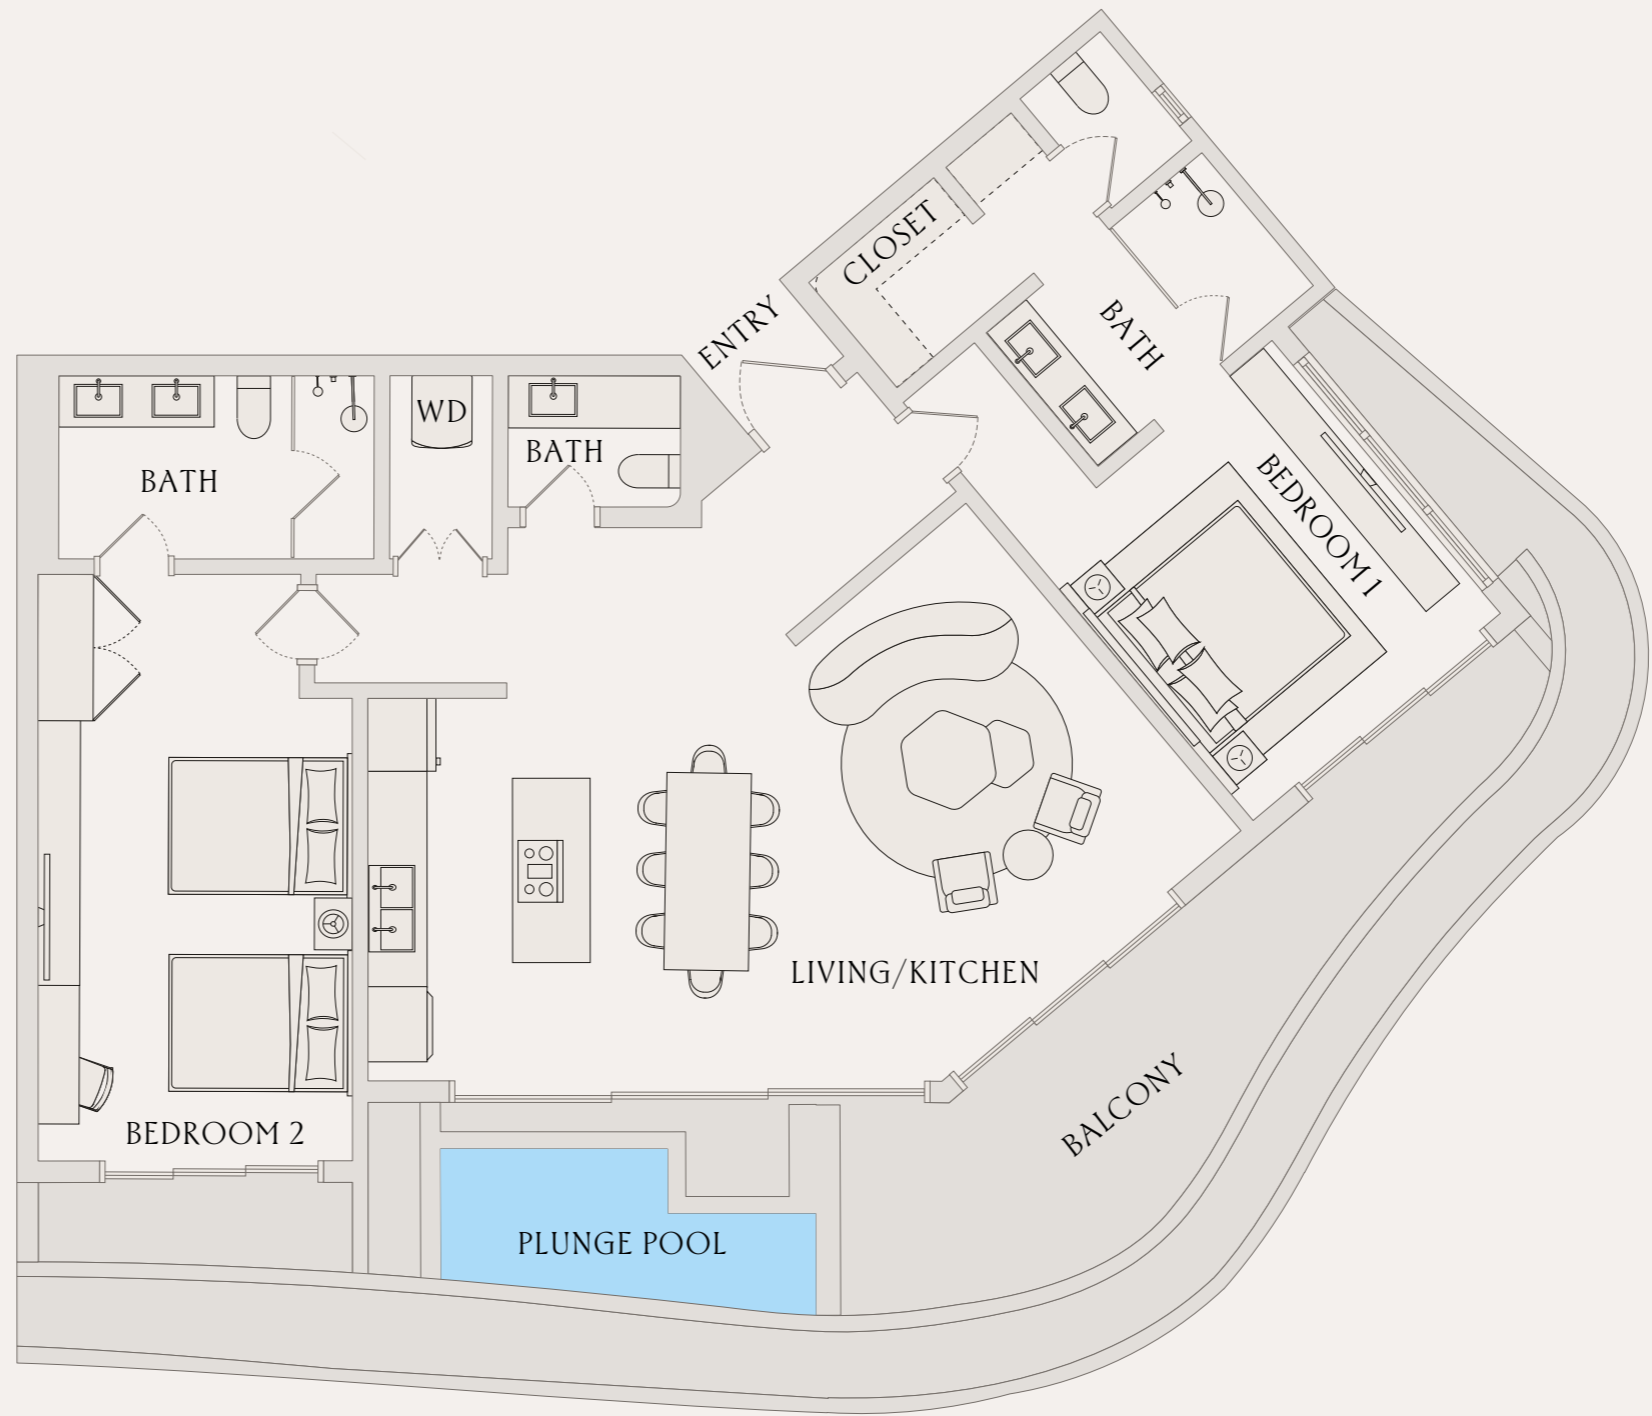 CLOSET
ENTRY
BATH
WD
BATH
BATH
BEDROOM 1
LIVING/KITCHEN
BALCONY
BEDROOM 2
PLUNGE POOL